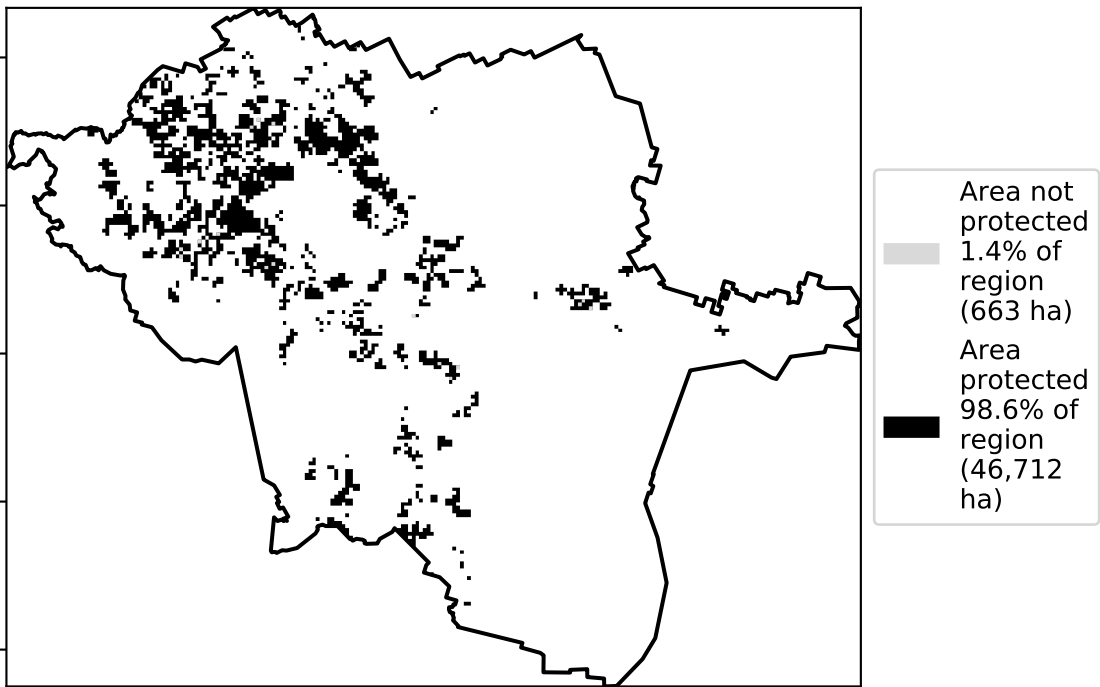 Area not
protected
1.4% of
region
(663 ha)
Area
protected
98.6% of
region
(46,712
ha)